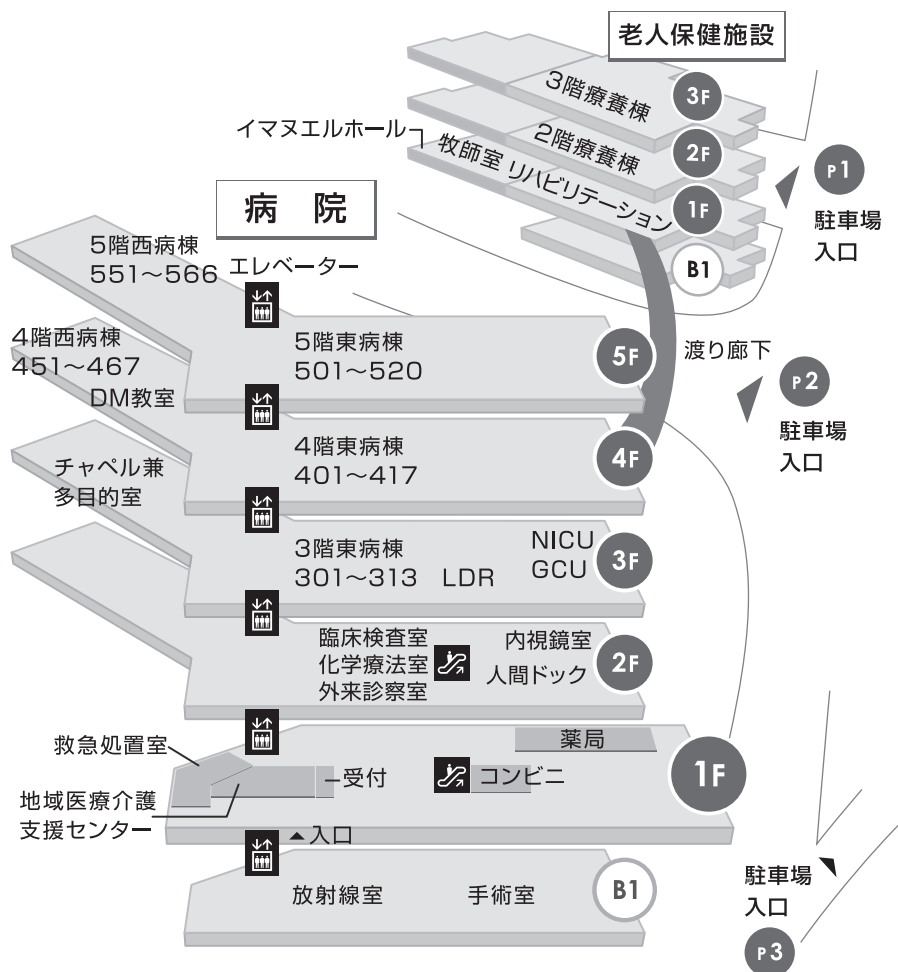 老人保健施設
3階療養棟
3F
2階療養棟
2F
イマヌエルホール
牧師室 リハビリテーション
1F
B1
P1
駐車場
入口
病 院
5階西病棟
551～566
エレベーター
5階東病棟
501～520
5F
渡り廊下
P2
駐車場
入口
4階西病棟
451～467
DM教室
4階東病棟
401～417
4F
チャペル兼
多目的室
3階東病棟
301～313 LDR
NICU
GCU
3F
臨床検査室
化学療法室
外来診察室
内視鏡室
人間ドック
2F
救急処置室
地域医療介護
支援センター
受付
薬局
コンビニ
1F
▲入口
放射線室
手術室
B1
駐車場
入口
P3